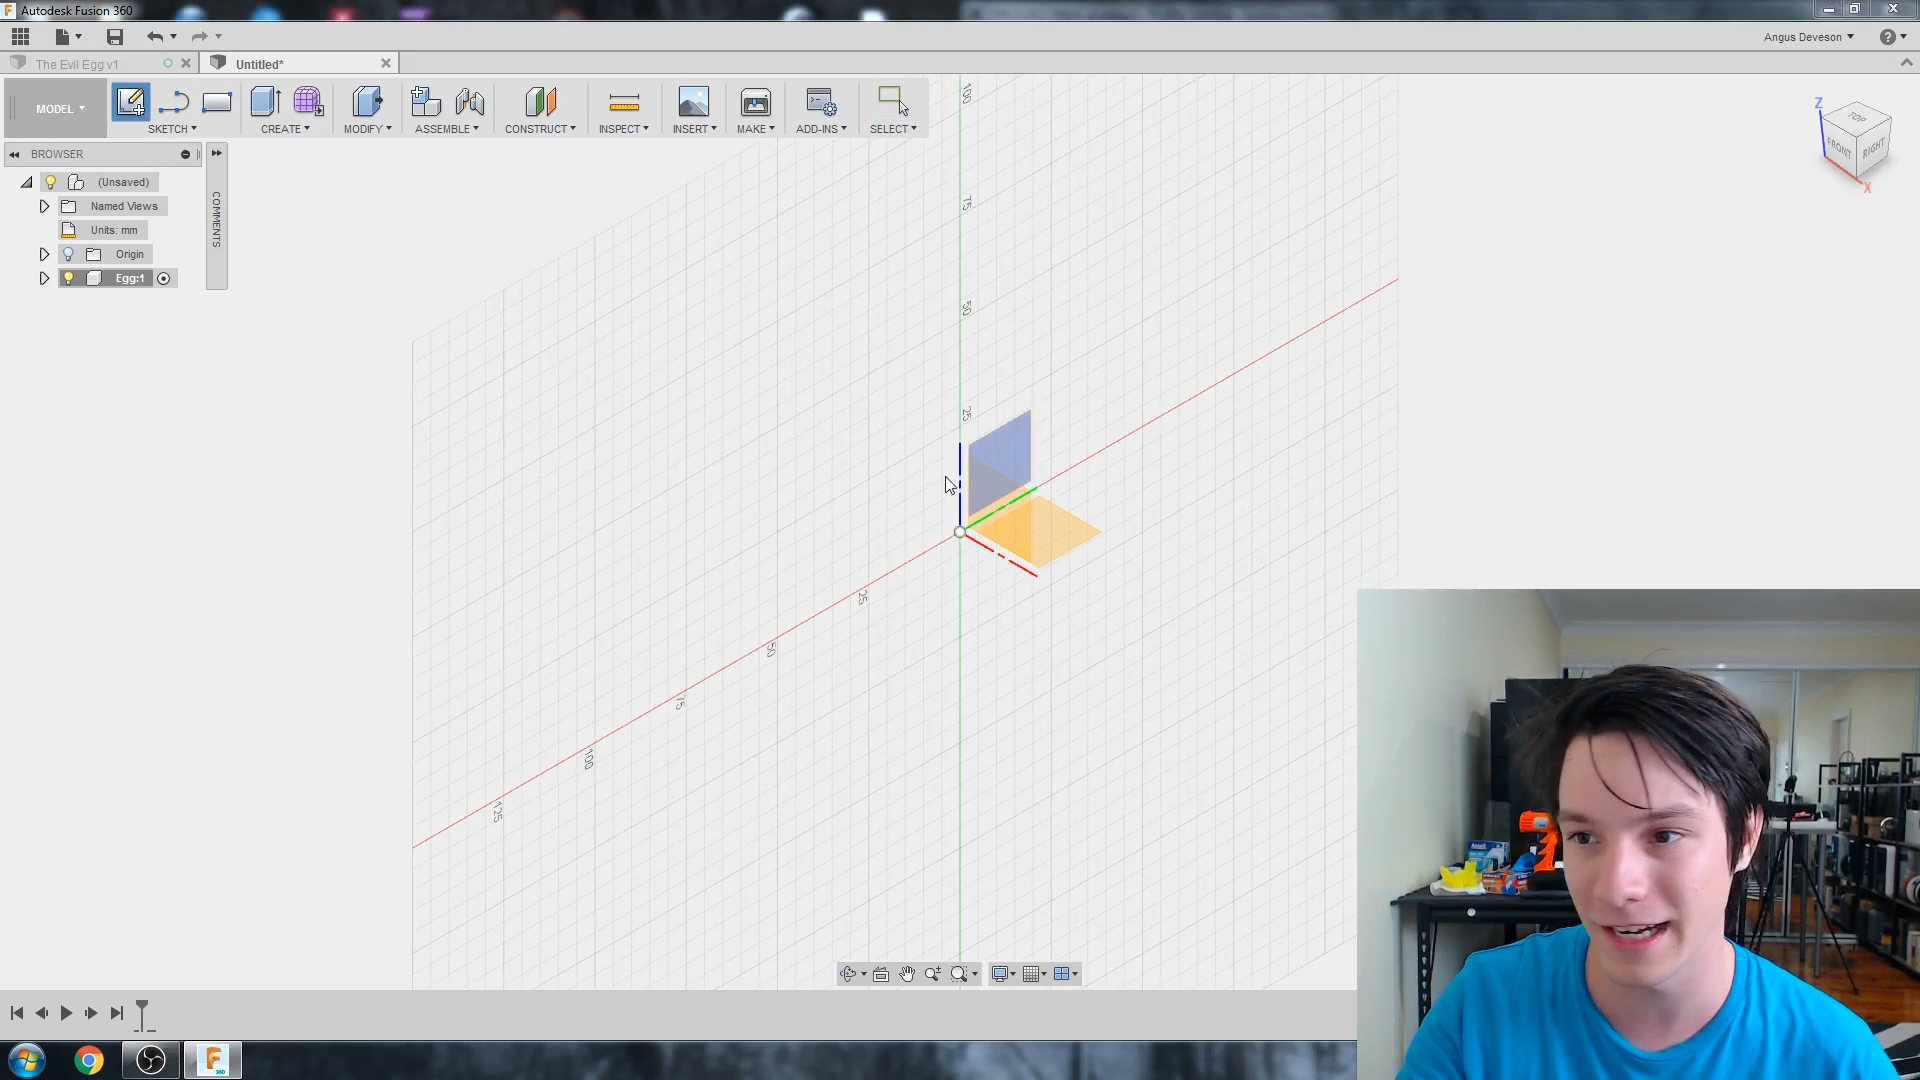 Autodesk Fusion 360
Angus Deveson
The Evil Egg v1
Untitled*
MODEL
SKETCH
CREATE
MODIFY
ASSEMBLE
CONSTRUCT
INSPECT
INSERT
MAKE
ADD-INS
SELECT
BROWSER
(Unsaved)
Named Views
Units: mm
Origin
Egg:1
COMMENTS
Z
TOP
FRONT
RIGHT
X
100
75
50
25
25
50
75
100
125